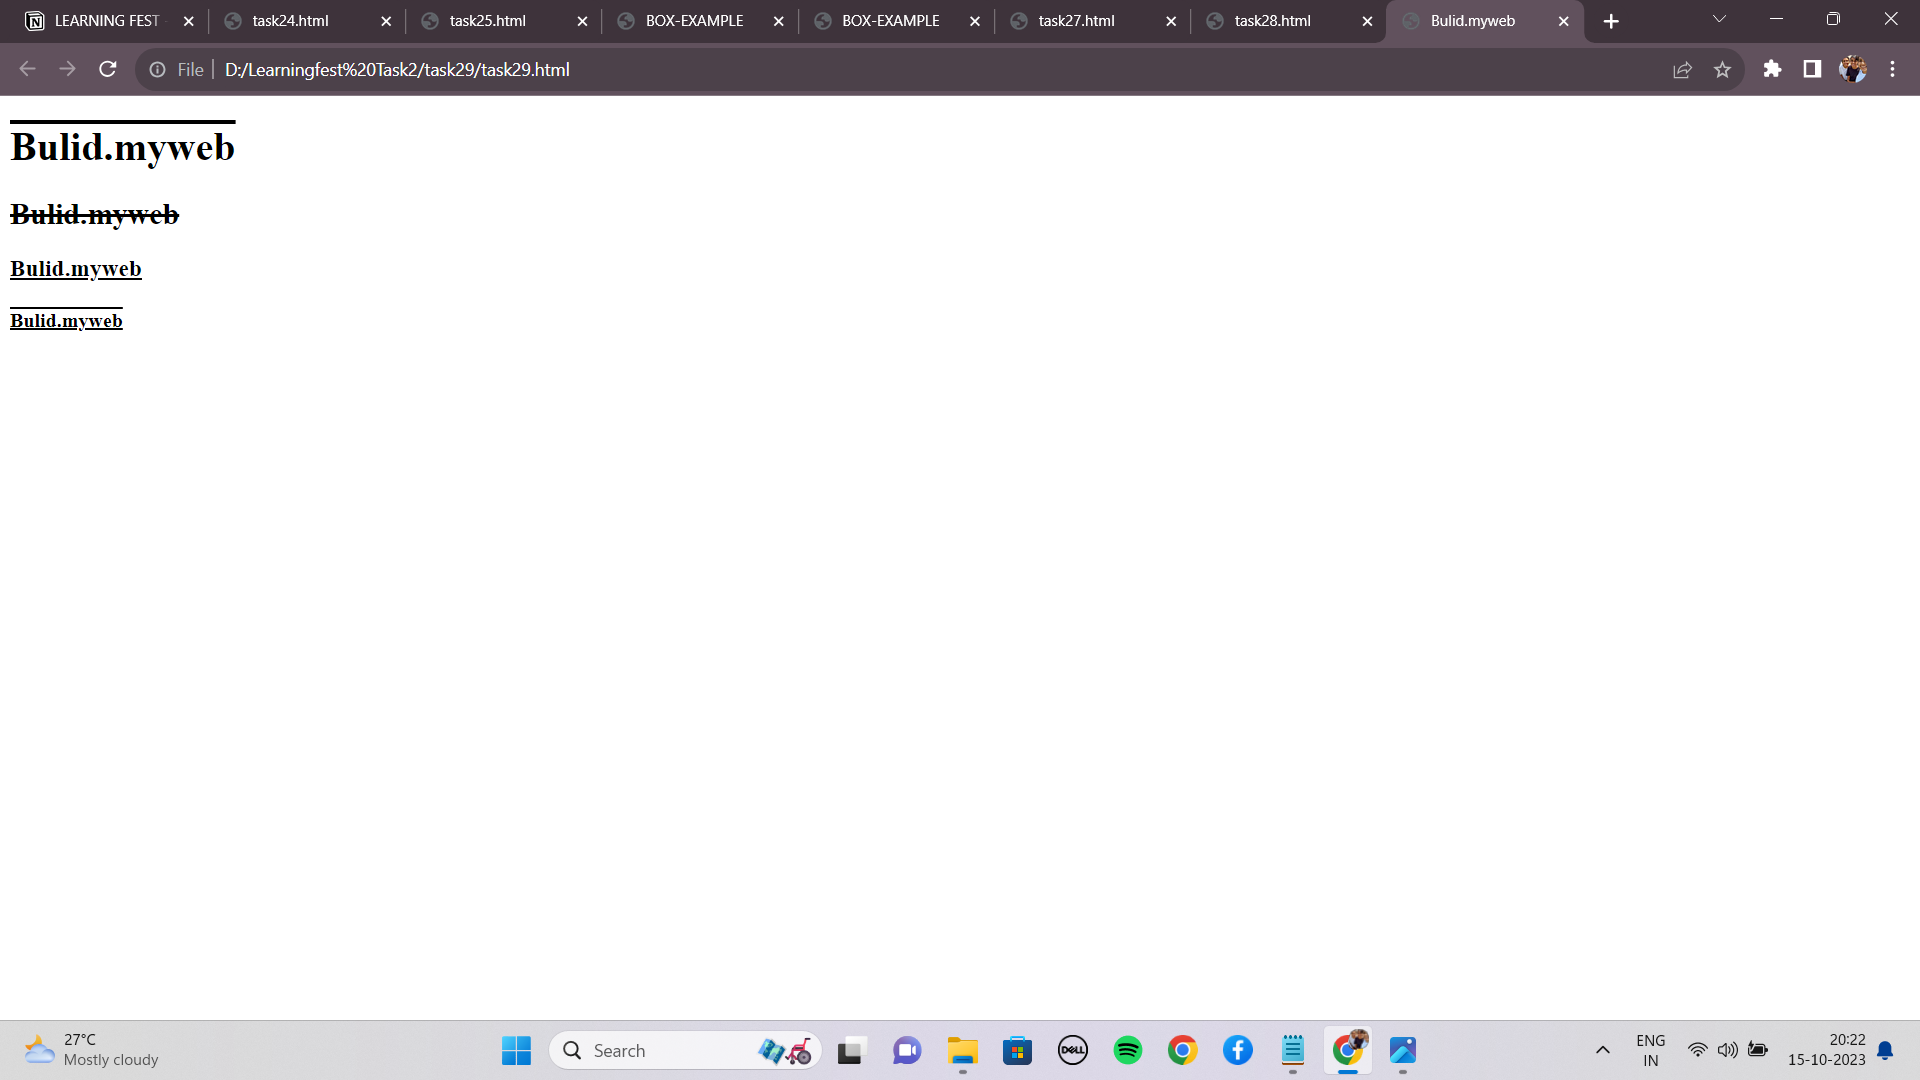 LEARNING FEST
task24.html
task25.html
BOX-EXAMPLE
BOX-EXAMPLE
task27.html
task28.html
Bulid.myweb
File
D:/Learningfest%20Task2/task29/task29.html
Bulid.myweb
Bulid.myweb
Bulid.myweb
Bulid.myweb
27°C
Mostly cloudy
Search
DELL
ENG
IN
20:22
15-10-2023